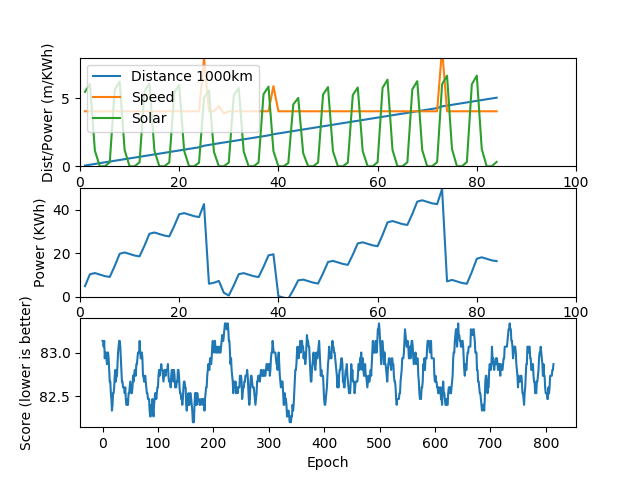 Dist/Power (m/KWh)
Distance 1000km
Speed
Solar
5
0
0 20 40 60 80 100
Power (KWh)
40
20
0
0 20 40 60 80 100
Score (lower is better)
83.0
82.5
0 100 200 300 400 500 600 700 800
Epoch